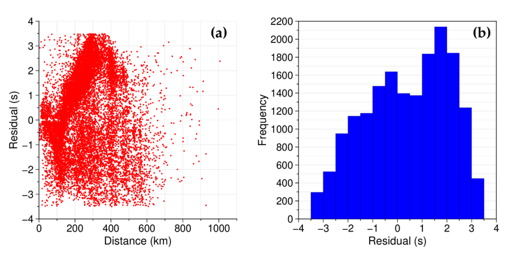 (a)
4
3
2
1
0
−1
−2
−3
−4
Residual (s)
0 200 400 600 800 1000
Distance (km)
(b)
2200
2000
1800
1600
1400
1200
1000
800
600
400
200
0
Frequency
−4 −3 −2 −1 0 1 2 3 4
Residual (s)